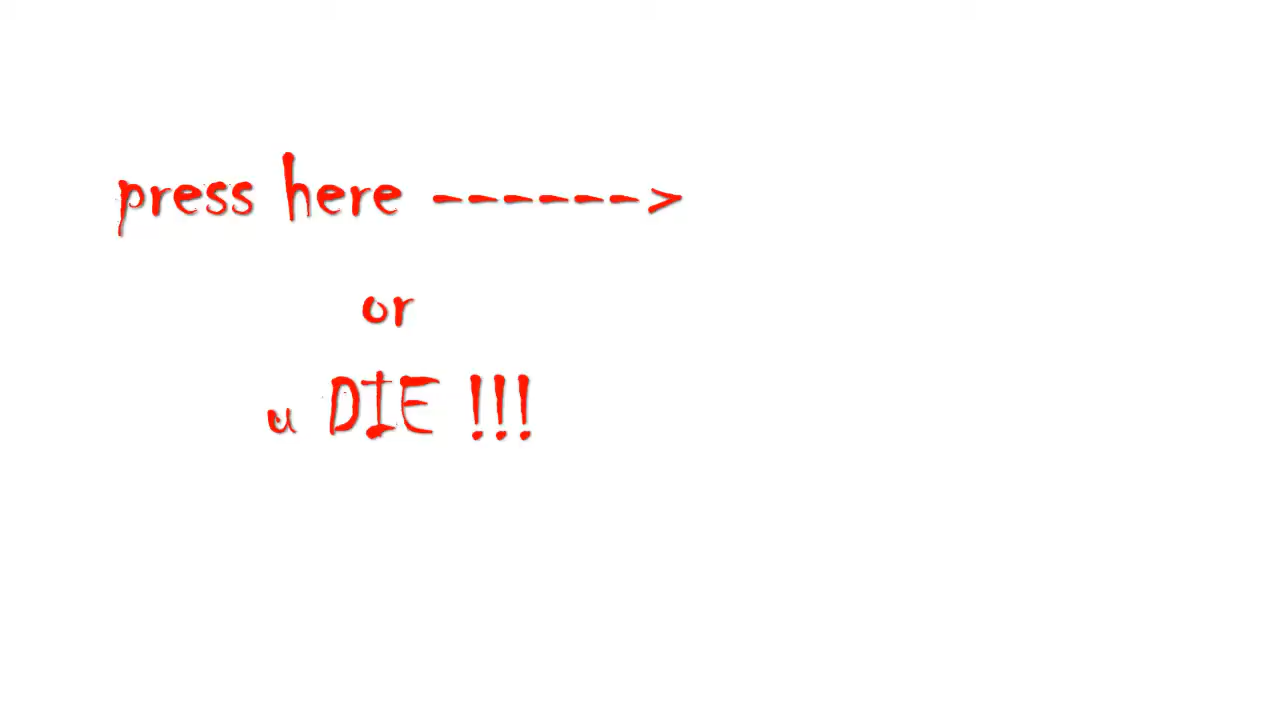 press here ------>
or
u DIE !!!